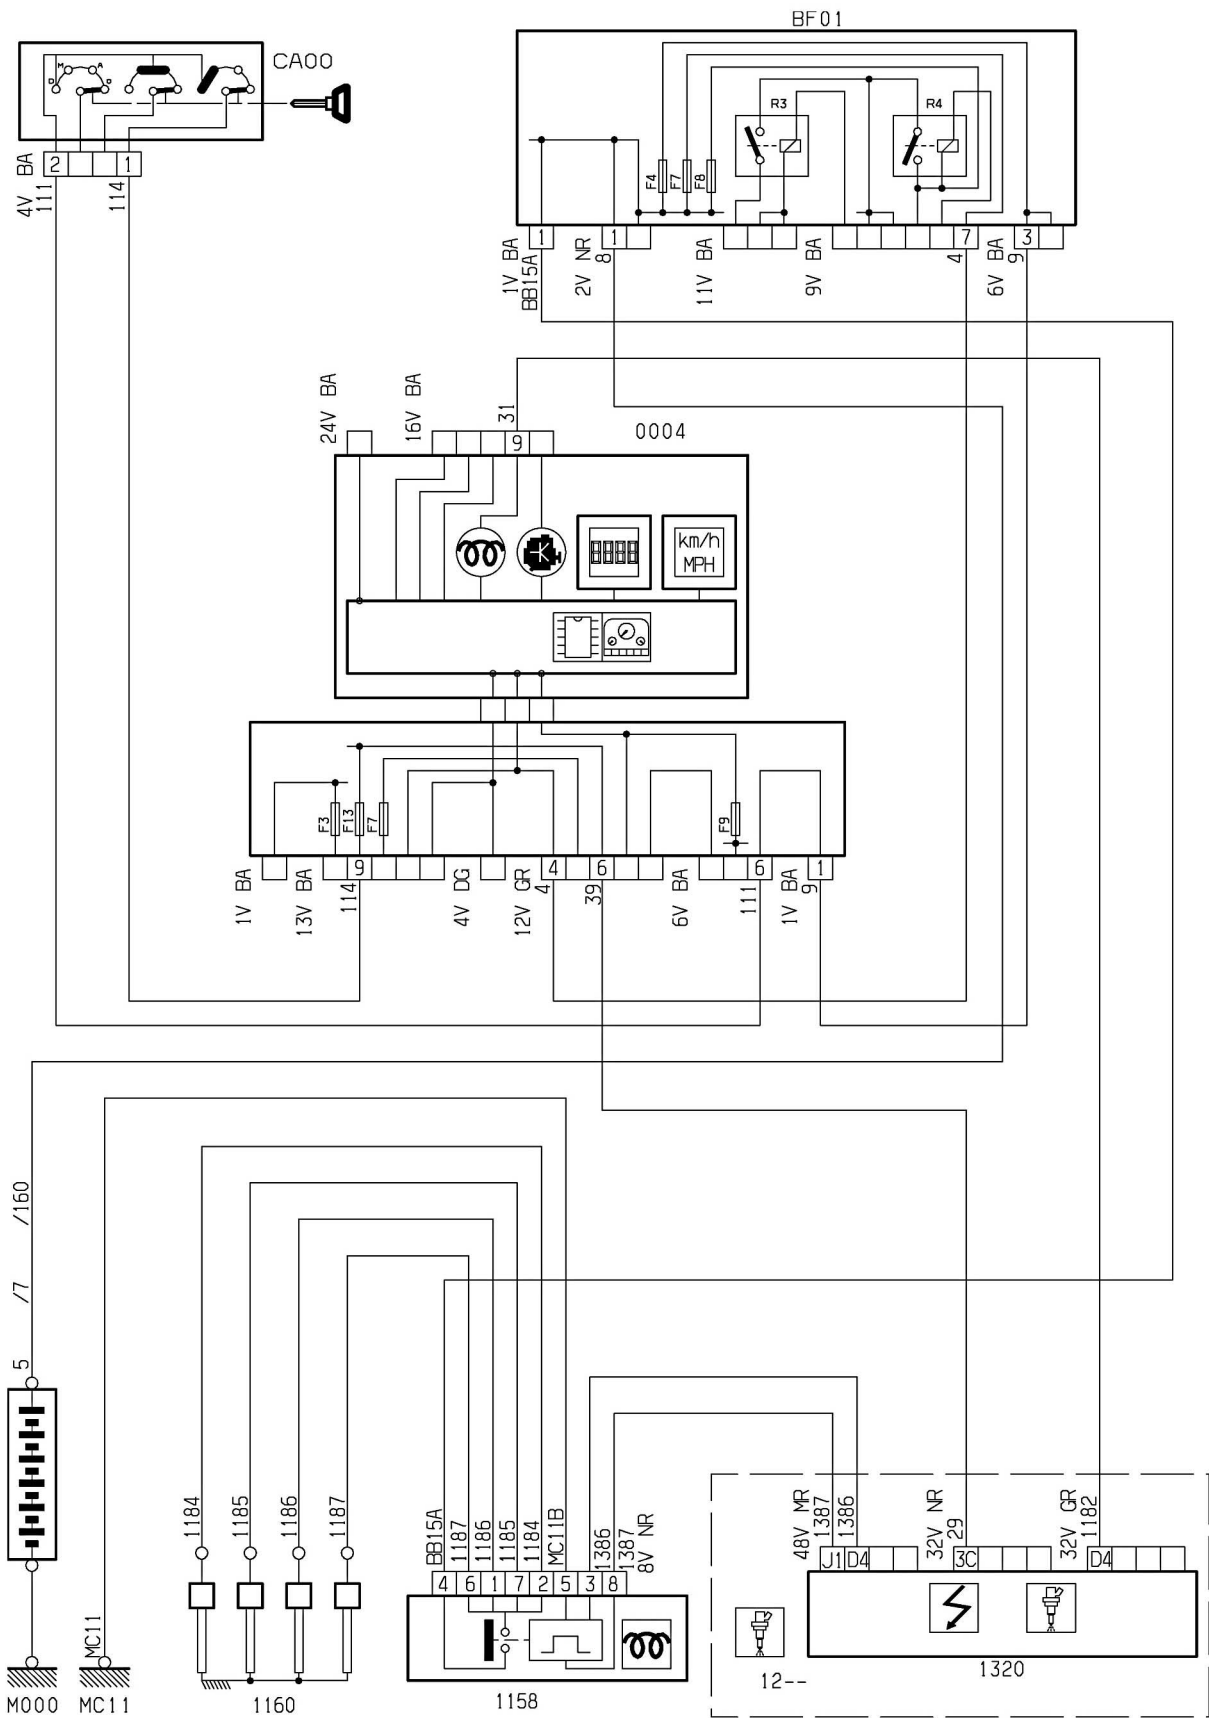 BF01
CA00
M
A
D
D
R3
R4
F4
F7
F8
2
1
4V BA
111
114
1
1
7
3
1V BA
BB15A
2V NR
8
11V BA
9V BA
4
6V BA
9
24V BA
16V BA
31
9
0004
km/h
MPH
F3
F13
F7
F9
9
4
6
6
1
1V BA
13V BA
114
4V DG
12V GR
4
39
6V BA
111
1V BA
9
/160
/7
5
1184
1185
1186
1187
BB15A
1187
1186
1185
1184
MC11B
1386
1387
8V NR
48V MR
1387
1386
32V NR
29
32V GR
1182
J1
D4
3C
D4
4
6
1
7
2
5
3
8
MC11
M000
MC11
1160
1158
12--
1320